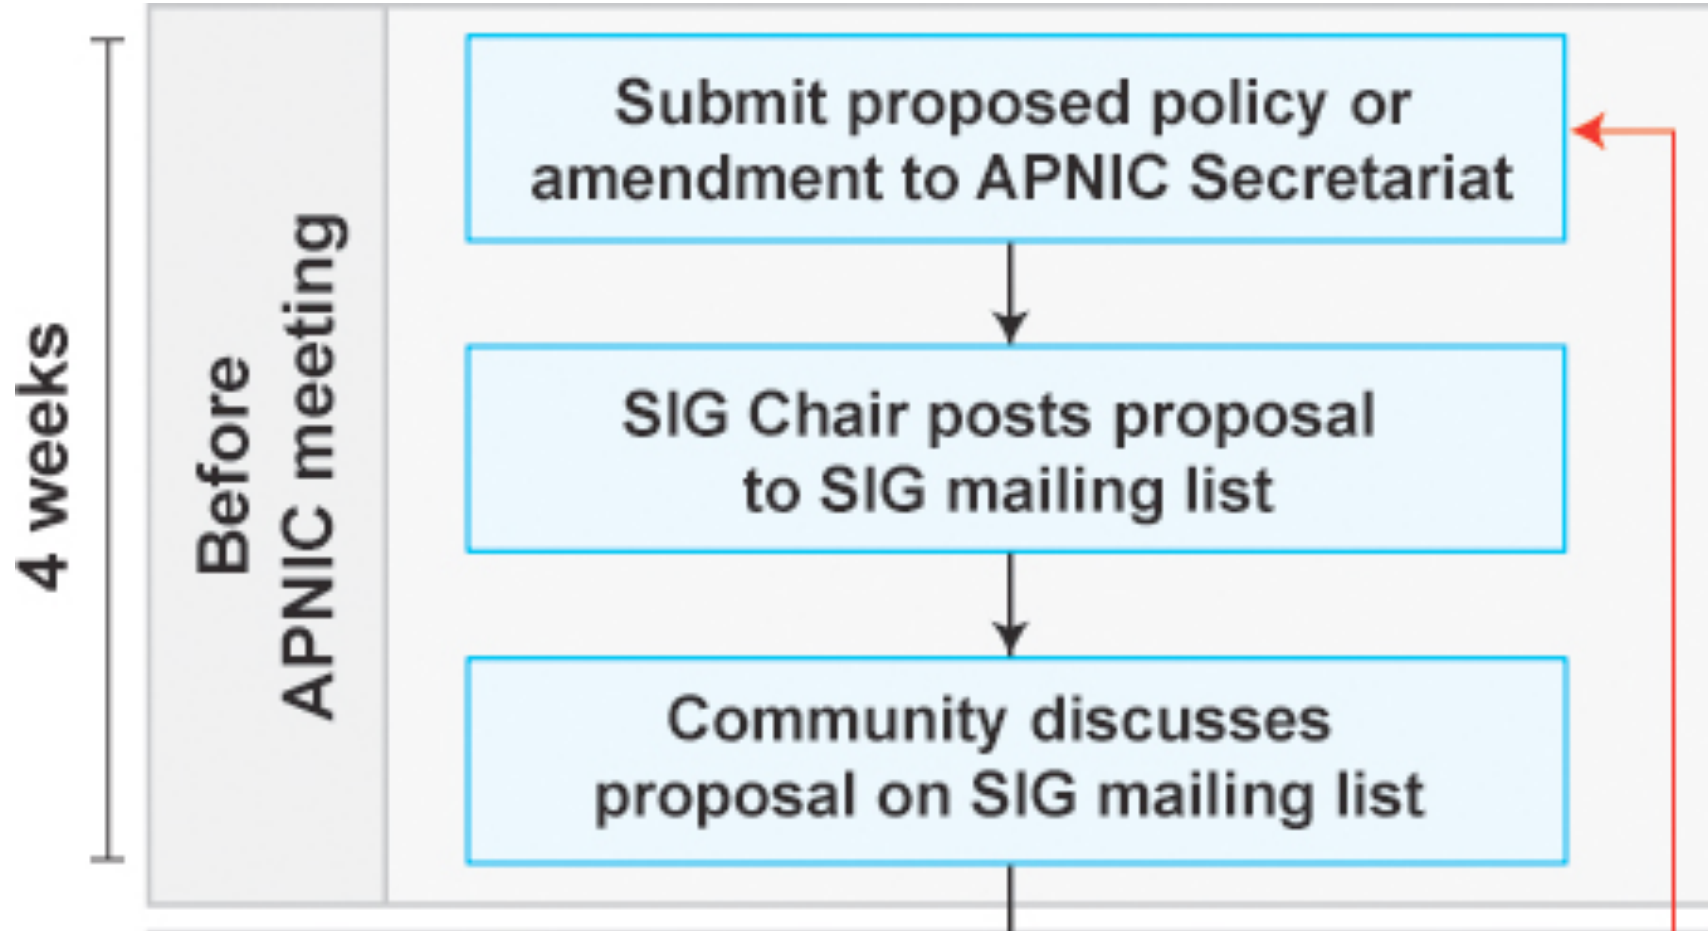 4 weeks
Before
APNIC meeting
Submit proposed policy or
amendment to APNIC Secretariat
SIG Chair posts proposal
to SIG mailing list
Community discusses
proposal on SIG mailing list